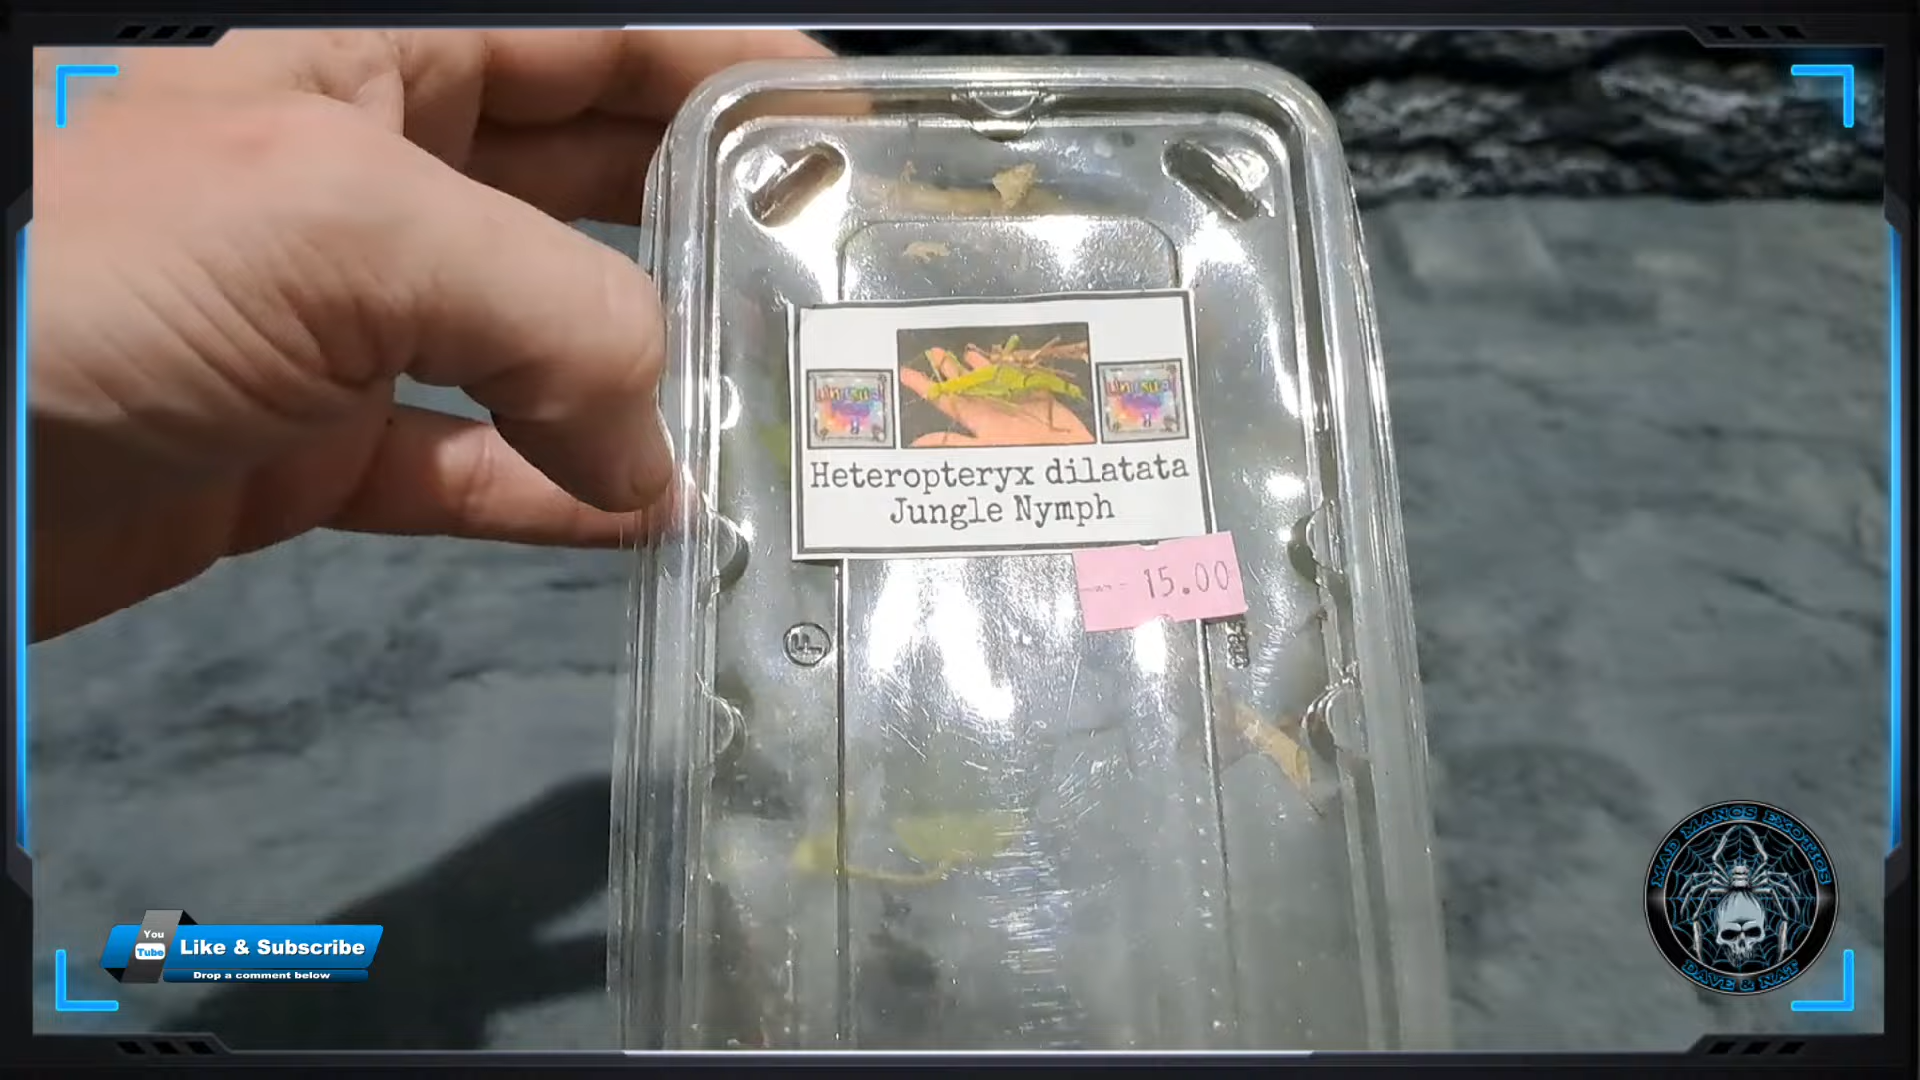 Heteropteryx dilatata
Jungle Nymph
15.00
You
Tube
Like & Subscribe
Drop a comment below
MAD MANOS EXOTICS
DAVE & NAT